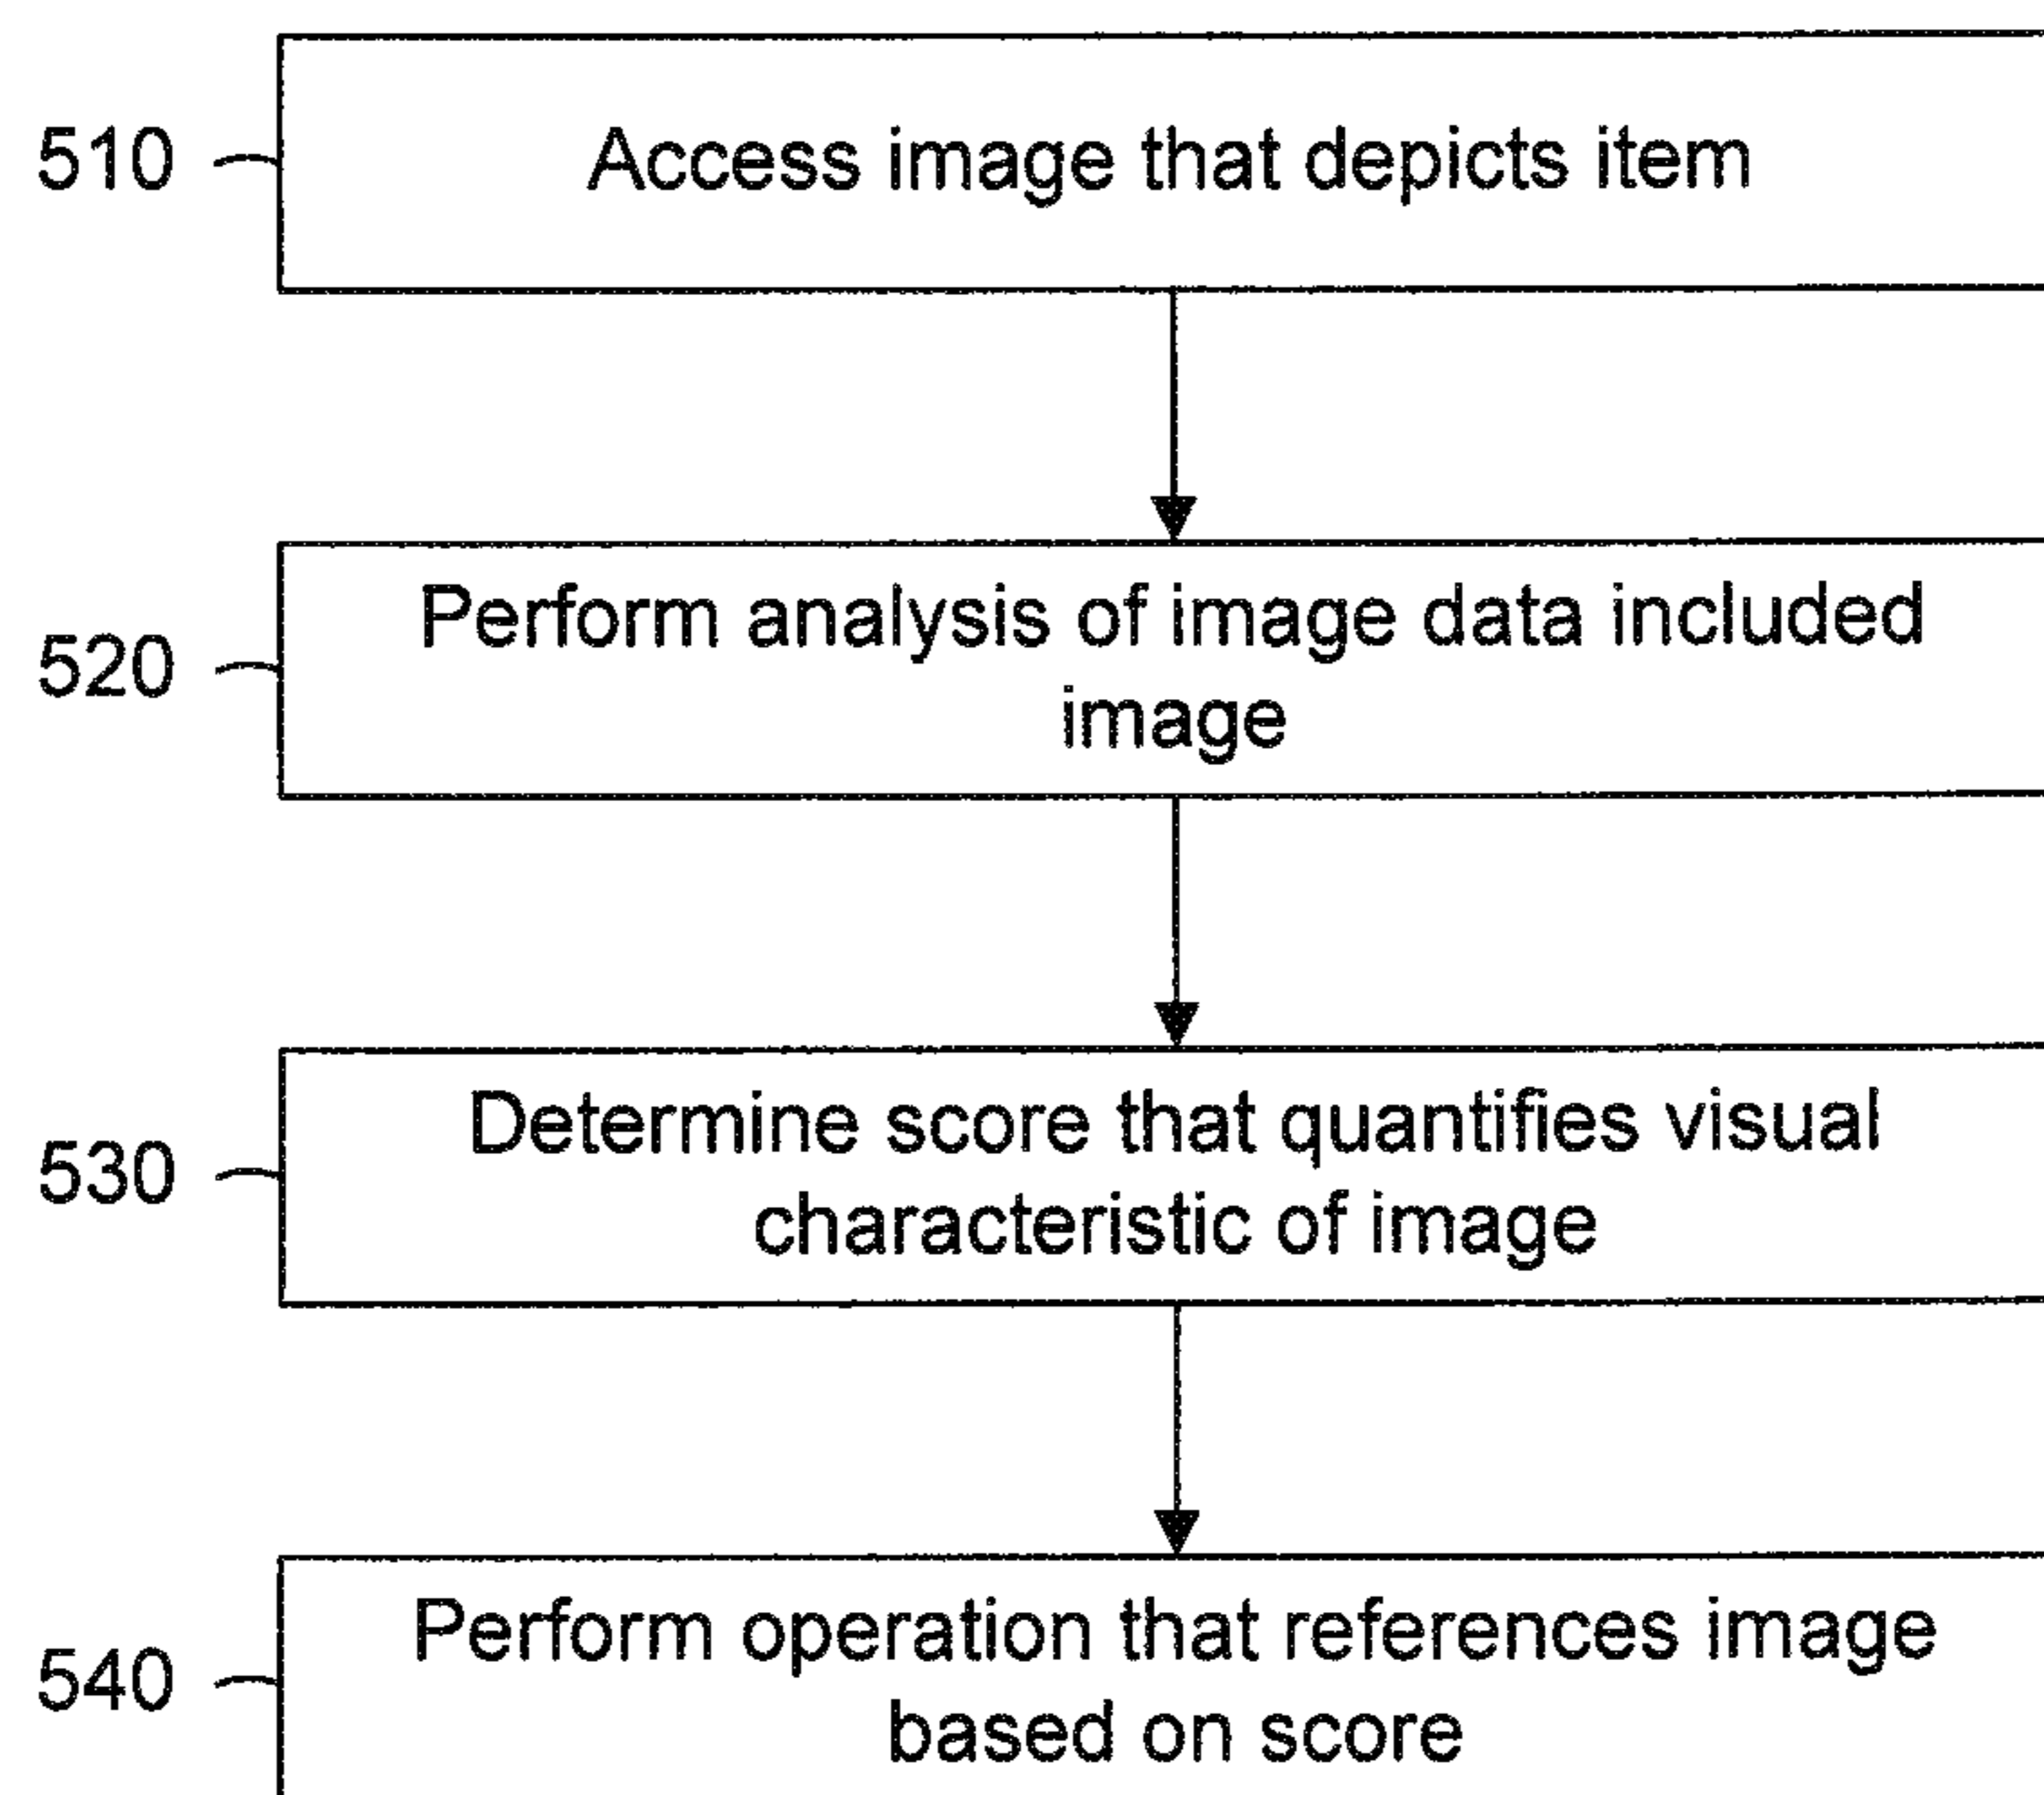 510
Access image that depicts item
520
Perform analysis of image data included
image
530
Determine score that quantifies visual
characteristic of image
540
Perform operation that references image
based on score